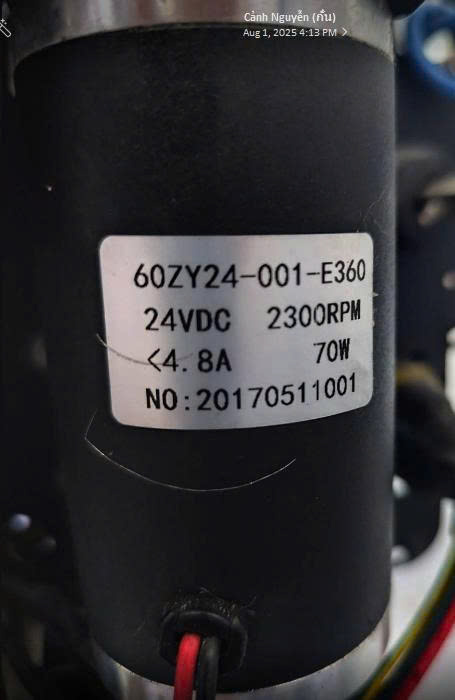 Cảnh Nguyễn (กั๋น)
Aug 1, 2025 4:13 PM
60ZY24-001-E360
24VDC 2300RPM
<4.8A 70W
NO:20170511001